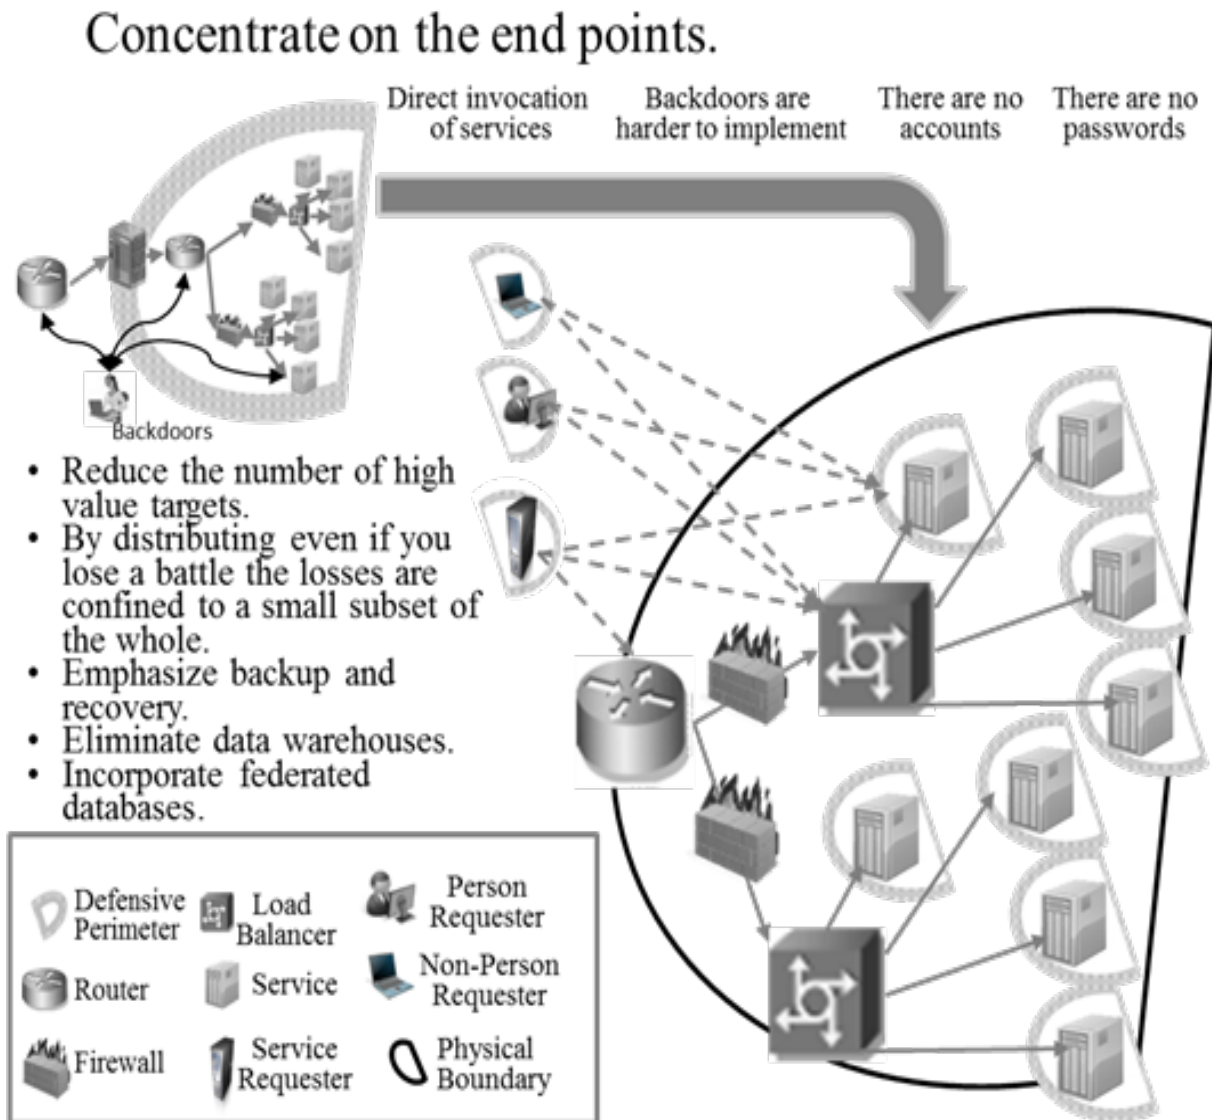 Concentrate on the end points.
Direct invocation
of services
Backdoors are
harder to implement
There are no
accounts
There are no
passwords
Backdoors
• Reduce the number of high
value targets.
• By distributing even if you
lose a battle the losses are
confined to a small subset of
the whole.
• Emphasize backup and
recovery.
• Eliminate data warehouses.
• Incorporate federated
databases.
Defensive
Perimeter
Load
Balancer
Person
Requester
Router
Service
Non-Person
Requester
Firewall
Service
Requester
Physical
Boundary